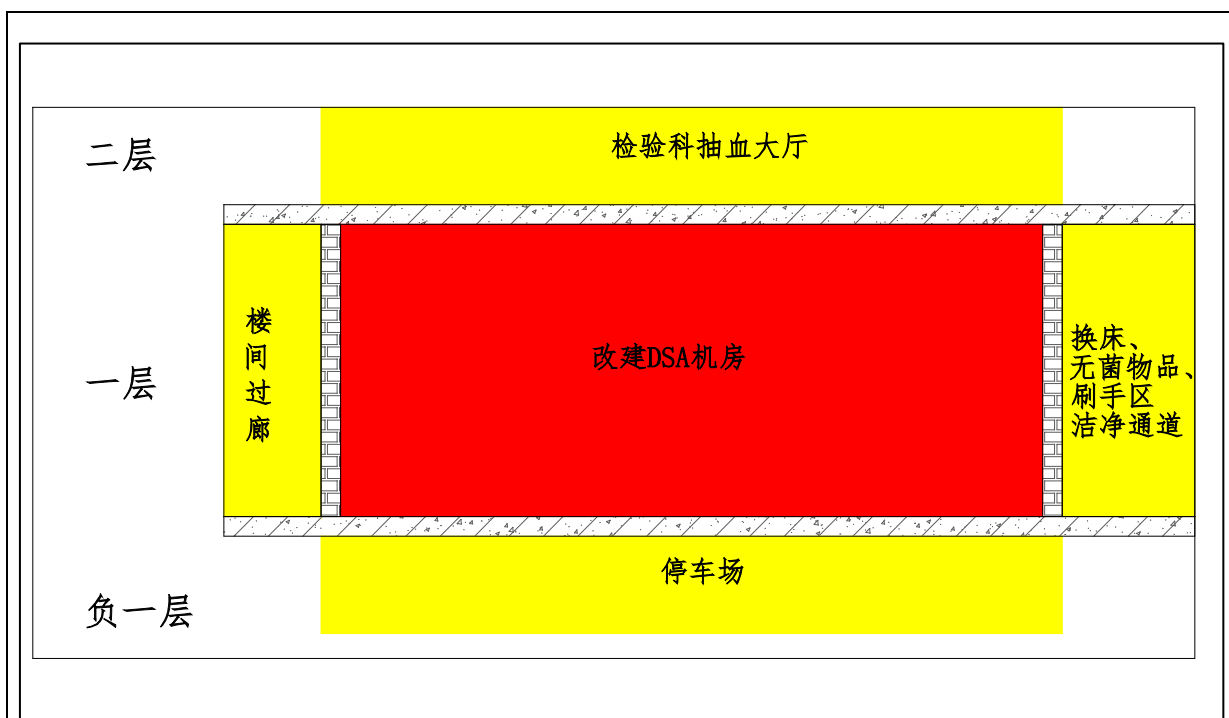 二层
检验科抽血大厅
一层
楼
间
过
廊
改建DSA机房
换床、
无菌物品、
刷手区
洁净通道
负一层
停车场